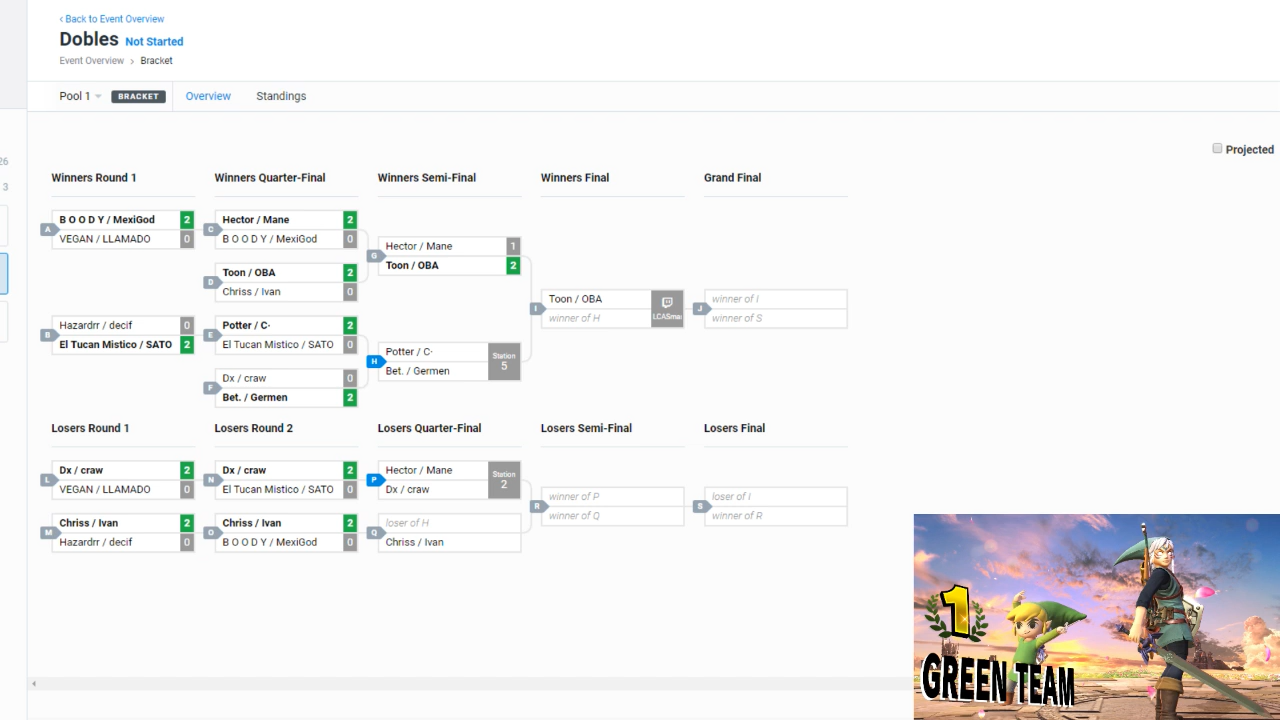 ‹ Back to Event Overview
Dobles Not Started
Event Overview > Bracket
Pool 1 BRACKET Overview Standings
26
3
Projected
Winners Round 1
Winners Quarter-Final
Winners Semi-Final
Winners Final
Grand Final
A
B O O D Y / MexiGod 2
VEGAN / LLAMADO 0
B
Hazardrr / decif 0
El Tucan Mistico / SATO 2
C
Hector / Mane 2
B O O D Y / MexiGod 0
D
Toon / OBA 2
Chriss / Ivan 0
E
Potter / C· 2
El Tucan Mistico / SATO 0
F
Dx / craw 0
Bet. / Germen 2
G
Hector / Mane 1
Toon / OBA 2
H
Potter / C·
Bet. / Germen
Station
5
I
Toon / OBA
winner of H
LCASma
J
winner of I
winner of S
Losers Round 1
Losers Round 2
Losers Quarter-Final
Losers Semi-Final
Losers Final
L
Dx / craw 2
VEGAN / LLAMADO 0
M
Chriss / Ivan 2
Hazardrr / decif 0
N
Dx / craw 2
El Tucan Mistico / SATO 0
O
Chriss / Ivan 2
B O O D Y / MexiGod 0
P
Hector / Mane
Dx / craw
Station
2
Q
loser of H
Chriss / Ivan
R
winner of P
winner of Q
S
loser of I
winner of R
1
GREEN TEAM